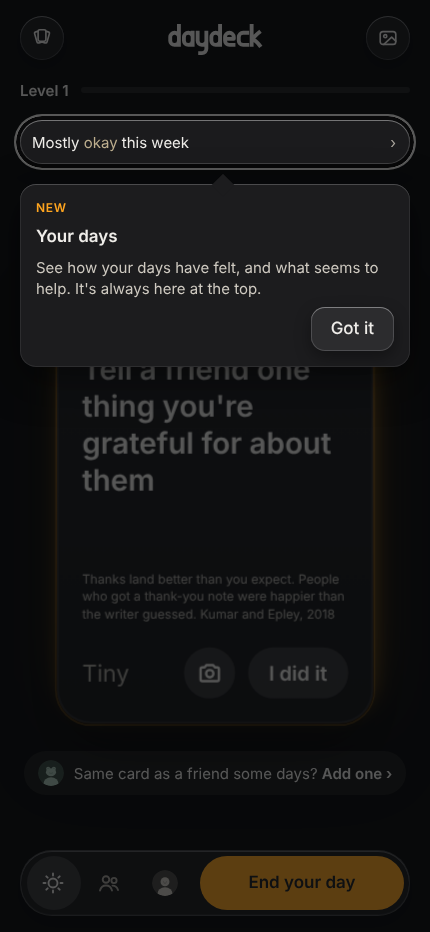 daydeck
Level 1
Mostly okay this week ›
NEW
Your days
See how your days have felt, and what seems to
help. It's always here at the top.
Got it
Tell a friend one
thing you're
grateful for about
them
Thanks land better than you expect. People
who got a thank-you note were happier than
the writer guessed. Kumar and Epley, 2018
Tiny
I did it
Same card as a friend some days? Add one ›
End your day